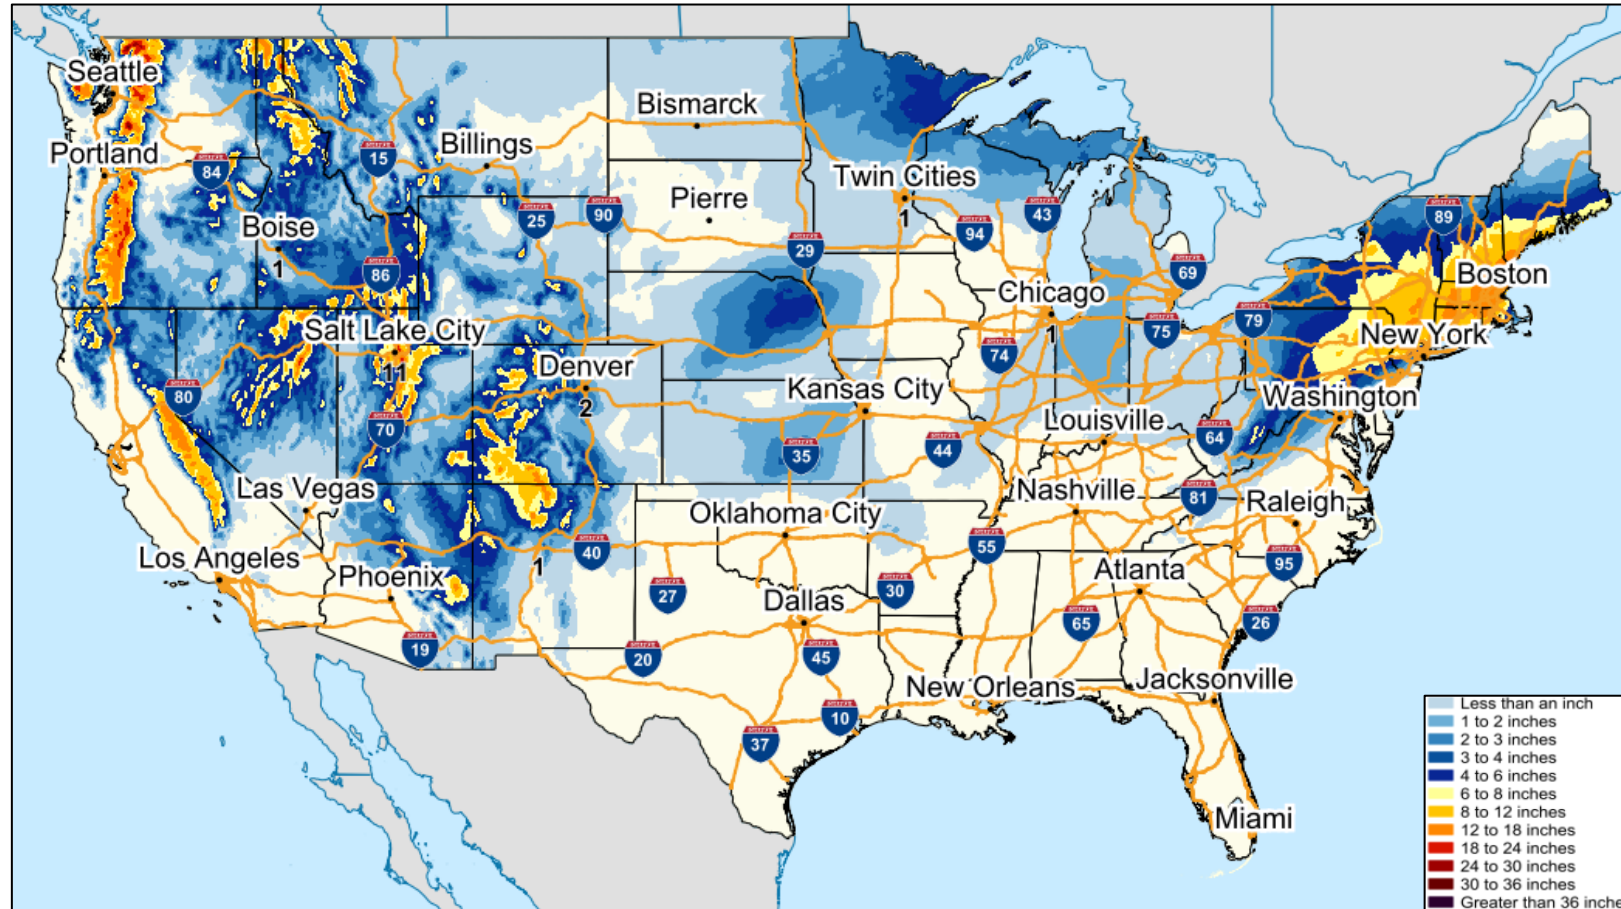 Seattle
Portland
84
15
Billings
Bismarck
Twin Cities
1
Pierre
25
90
29
94
43
69
89
Boston
Boise
1
86
Chicago
1
79
75
74
New York
Salt Lake City
11
Denver
2
80
70
Kansas City
Washington
Louisville
64
35
44
Las Vegas
Nashville
81
Raleigh
Oklahoma City
55
95
Los Angeles
40
1
Phoenix
27
30
Atlanta
Dallas
65
26
19
20
45
New Orleans
Jacksonville
10
37
Miami
Less than an inch
1 to 2 inches
2 to 3 inches
3 to 4 inches
4 to 6 inches
6 to 8 inches
8 to 12 inches
12 to 18 inches
18 to 24 inches
24 to 30 inches
30 to 36 inches
Greater than 36 inche